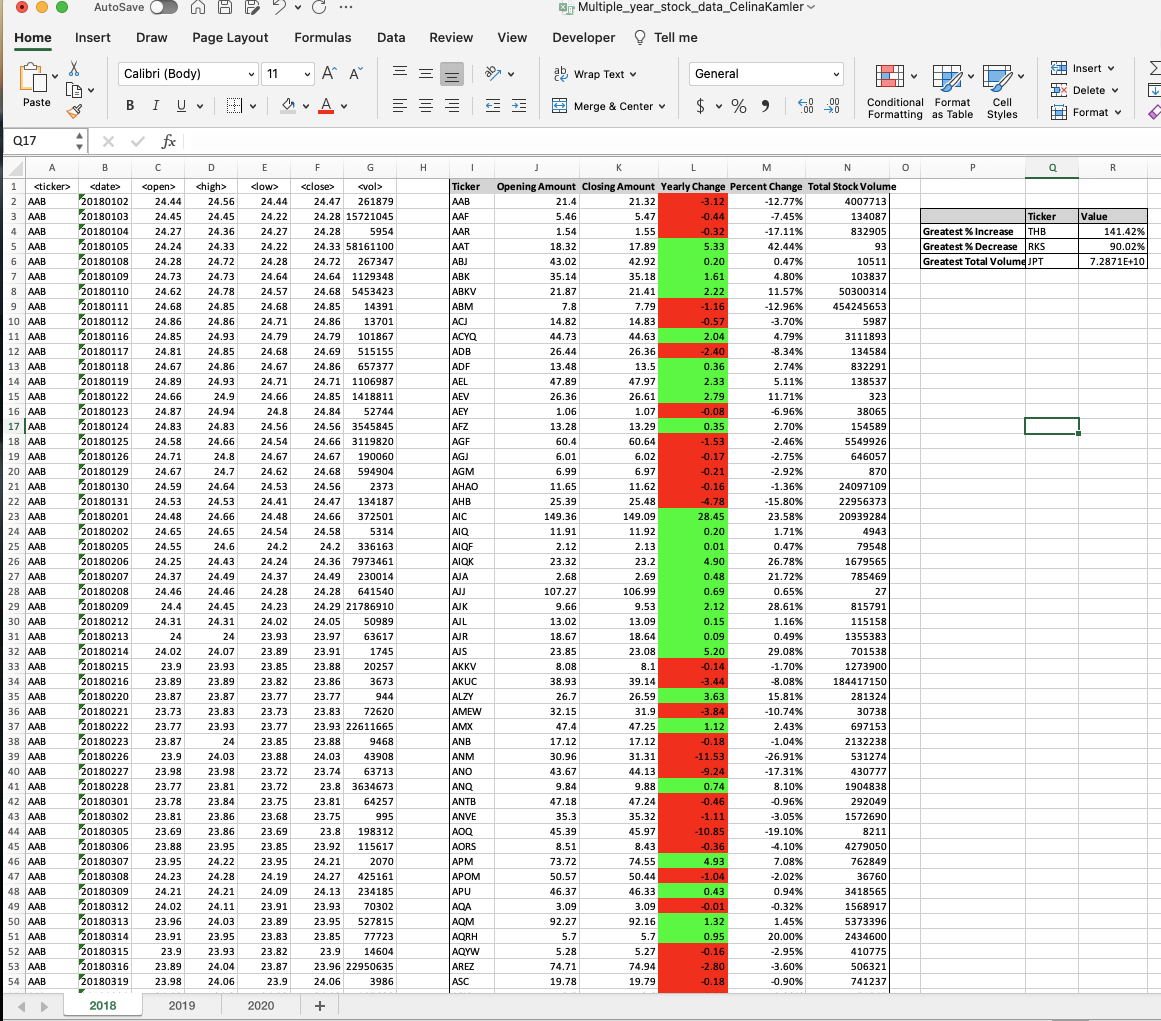 AutoSave
Multiple_year_stock_data_CelinaKamler
Home Insert Draw Page Layout Formulas Data Review View Developer Tell me
Paste
Calibri (Body) 11
B I U
Wrap Text
Merge & Center
General
$ % 9
Conditional Formatting
Format as Table
Cell Styles
Insert
Delete
Format
Q17 fx
A B C D E F G H I J K L M N O P Q R
1 <ticker> <date> <open> <high> <low> <close> <vol> Ticker Opening Amount Closing Amount Yearly Change Percent Change Total Stock Volume
2 AAB 20180102 24.44 24.56 24.44 24.47 261879 AAB 21.4 21.32 -3.12 -12.77% 4007713
3 AAB 20180103 24.45 24.45 24.22 24.28 15721045 AAF 5.46 5.47 -0.44 -7.45% 134087 Ticker Value
4 AAB 20180104 24.27 24.36 24.27 24.28 5954 AAR 1.54 1.55 -0.32 -17.11% 832905 Greatest % Increase THB 141.42%
5 AAB 20180105 24.24 24.33 24.22 24.33 58161100 AAT 18.32 17.89 5.33 42.44% 93 Greatest % Decrease RKS 90.02%
6 AAB 20180108 24.28 24.72 24.28 24.72 267347 ABJ 43.02 42.92 0.20 0.47% 10511 Greatest Total Volume JPT 7.2871E+10
7 AAB 20180109 24.73 24.73 24.64 24.64 1129348 ABK 35.14 35.18 1.61 4.80% 103837
8 AAB 20180110 24.62 24.78 24.57 24.68 5453423 ABKV 21.87 21.41 2.22 11.57% 50300314
9 AAB 20180111 24.68 24.85 24.68 24.85 14391 ABM 7.8 7.79 -1.16 -12.96% 454245653
10 AAB 20180112 24.86 24.86 24.71 24.86 13701 ACJ 14.82 14.83 -0.57 -3.70% 5987
11 AAB 20180116 24.85 24.93 24.79 24.79 101867 ACYQ 44.73 44.63 2.04 4.79% 3111893
12 AAB 20180117 24.81 24.85 24.68 24.69 515155 ADB 26.44 26.36 -2.40 -8.34% 134584
13 AAB 20180118 24.67 24.86 24.67 24.86 657377 ADF 13.48 13.5 0.36 2.74% 832291
14 AAB 20180119 24.89 24.93 24.71 24.71 1106987 AEL 47.89 47.97 2.33 5.11% 138537
15 AAB 20180122 24.66 24.9 24.66 24.85 1418811 AEV 26.36 26.61 2.79 11.71% 323
16 AAB 20180123 24.87 24.94 24.8 24.84 52744 AEY 1.06 1.07 -0.08 -6.96% 38065
17 AAB 20180124 24.83 24.83 24.56 24.56 3545845 AFZ 13.28 13.29 0.35 2.70% 154589
18 AAB 20180125 24.58 24.66 24.54 24.66 3119820 AGF 60.4 60.64 -1.53 -2.46% 5549926
19 AAB 20180126 24.71 24.8 24.67 24.67 190060 AGJ 6.01 6.02 -0.17 -2.75% 646057
20 AAB 20180129 24.67 24.7 24.62 24.68 594904 AGM 6.99 6.97 -0.21 -2.92% 870
21 AAB 20180130 24.59 24.64 24.53 24.56 2373 AHAO 11.65 11.62 -0.16 -1.36% 24097109
22 AAB 20180131 24.53 24.53 24.41 24.47 134187 AHB 25.39 25.48 -4.78 -15.80% 22956373
23 AAB 20180201 24.48 24.66 24.48 24.66 372501 AIC 149.36 149.09 28.45 23.58% 20939284
24 AAB 20180202 24.65 24.65 24.54 24.58 5314 AIQ 11.91 11.92 0.20 1.71% 4943
25 AAB 20180205 24.55 24.6 24.2 24.2 336163 AIQF 2.12 2.13 0.01 0.47% 79548
26 AAB 20180206 24.25 24.43 24.24 24.36 7973461 AIQK 23.32 23.2 4.90 26.78% 1679565
27 AAB 20180207 24.37 24.49 24.37 24.49 230014 AJA 2.68 2.69 0.48 21.72% 785469
28 AAB 20180208 24.46 24.46 24.28 24.28 641540 AJJ 107.27 106.99 0.69 0.65% 27
29 AAB 20180209 24.4 24.45 24.23 24.29 21786910 AJK 9.66 9.53 2.12 28.61% 815791
30 AAB 20180212 24.31 24.31 24.02 24.05 50989 AJL 13.02 13.09 0.15 1.16% 115158
31 AAB 20180213 24 24 23.93 23.97 63617 AJR 18.67 18.64 0.09 0.49% 1355383
32 AAB 20180214 24.02 24.07 23.89 23.91 1745 AJS 23.85 23.08 5.20 29.08% 701538
33 AAB 20180215 23.9 23.93 23.85 23.88 20257 AKKV 8.08 8.1 -0.14 -1.70% 1273900
34 AAB 20180216 23.89 23.89 23.82 23.86 3673 AKUC 38.93 39.14 -3.44 -8.08% 184417150
35 AAB 20180220 23.87 23.87 23.77 23.77 944 ALZY 26.7 26.59 3.63 15.81% 281324
36 AAB 20180221 23.73 23.83 23.73 23.83 72620 AMEW 32.15 31.9 -3.84 -10.74% 30738
37 AAB 20180222 23.77 23.93 23.77 23.93 22611665 AMX 47.4 47.25 1.12 2.43% 697153
38 AAB 20180223 23.87 24 23.85 23.88 9468 ANB 17.12 17.12 -0.18 -1.04% 2132238
39 AAB 20180226 23.9 24.03 23.88 24.03 43908 ANM 30.96 31.31 -11.53 -26.91% 531274
40 AAB 20180227 23.98 23.98 23.72 23.74 63713 ANO 43.67 44.13 -9.24 -17.31% 430777
41 AAB 20180228 23.77 23.81 23.72 23.8 3634673 ANQ 9.84 9.88 0.74 8.10% 1904838
42 AAB 20180301 23.78 23.84 23.75 23.81 64257 ANTB 47.18 47.24 -0.46 -0.96% 292049
43 AAB 20180302 23.81 23.86 23.68 23.75 995 ANVE 35.3 35.32 -1.11 -3.05% 1572690
44 AAB 20180305 23.69 23.86 23.69 23.8 198312 AOQ 45.39 45.97 -10.85 -19.10% 8211
45 AAB 20180306 23.88 23.95 23.85 23.92 115617 AORS 8.51 8.43 -0.36 -4.10% 4279050
46 AAB 20180307 23.95 24.22 23.95 24.21 2070 APM 73.72 74.55 4.93 7.08% 762849
47 AAB 20180308 24.23 24.28 24.19 24.27 425161 APOM 50.57 50.44 -1.04 -2.02% 36760
48 AAB 20180309 24.21 24.21 24.09 24.13 234185 APU 46.37 46.33 0.43 0.94% 3418565
49 AAB 20180312 24.02 24.11 23.91 23.93 70302 AQA 3.09 3.09 -0.01 -0.32% 1568917
50 AAB 20180313 23.96 24.03 23.89 23.95 527815 AQM 92.27 92.16 1.32 1.45% 5373396
51 AAB 20180314 23.91 23.95 23.83 23.85 77723 AQRH 5.7 5.7 0.95 20.00% 2434600
52 AAB 20180315 23.9 23.93 23.82 23.9 14604 AQYW 5.28 5.27 -0.16 -2.95% 410775
53 AAB 20180316 23.89 24.04 23.87 23.96 22950635 AREZ 74.71 74.94 -2.80 -3.60% 506321
54 AAB 20180319 23.98 24.06 23.9 24.06 3986 ASC 19.78 19.79 -0.18 -0.90% 741237
2018 2019 2020 +